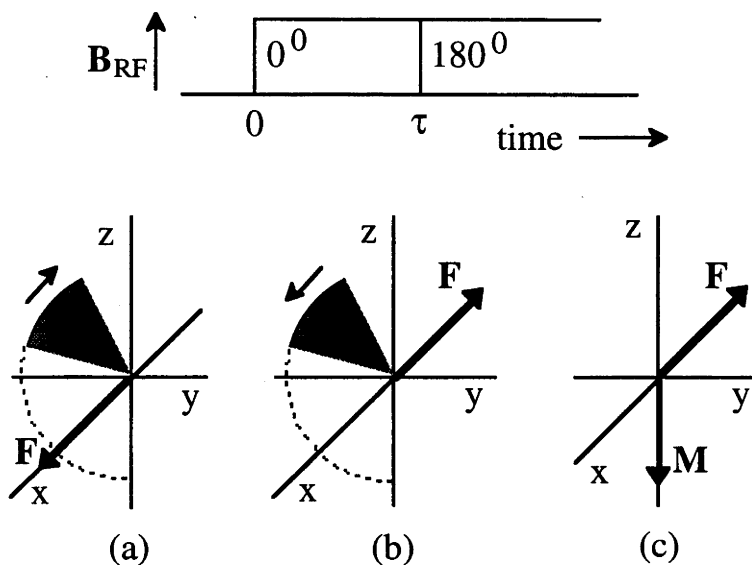 B_RF
0⁰ 180⁰
0 τ
time
z z z
F F
y y y
F
x x x M
(a) (b) (c)